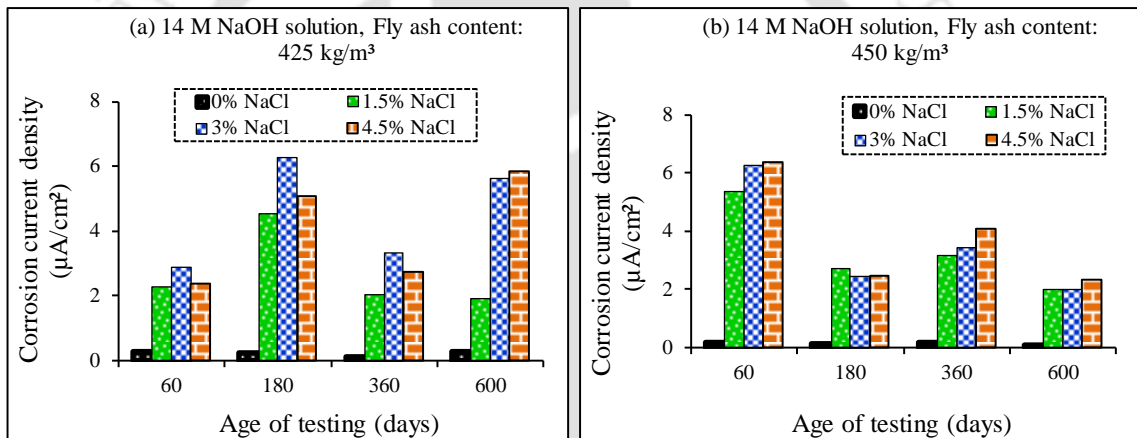 (a) 14 M NaOH solution, Fly ash content:
425 kg/m³
0% NaCl
1.5% NaCl
3% NaCl
4.5% NaCl
Corrosion current density
(µA/cm²)
8
6
4
2
0
60
180
360
600
Age of testing (days)
(b) 14 M NaOH solution, Fly ash content:
450 kg/m³
0% NaCl
1.5% NaCl
3% NaCl
4.5% NaCl
Corrosion current density
(µA/cm²)
8
6
4
2
0
60
180
360
600
Age of testing (days)